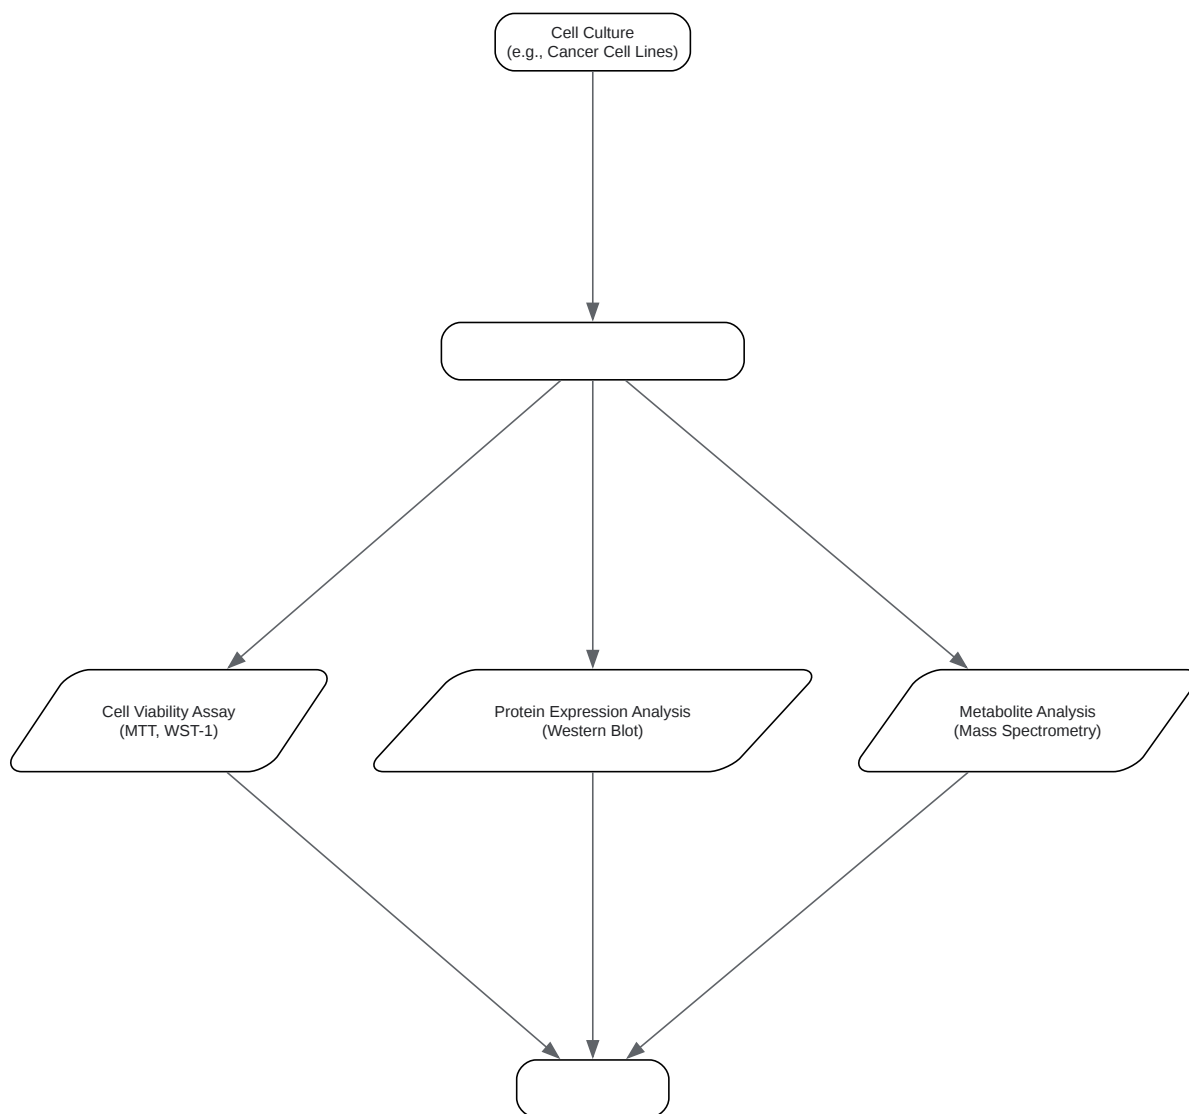 Cell Culture
(e.g., Cancer Cell Lines)
Cell Viability Assay
(MTT, WST-1)
Protein Expression Analysis
(Western Blot)
Metabolite Analysis
(Mass Spectrometry)